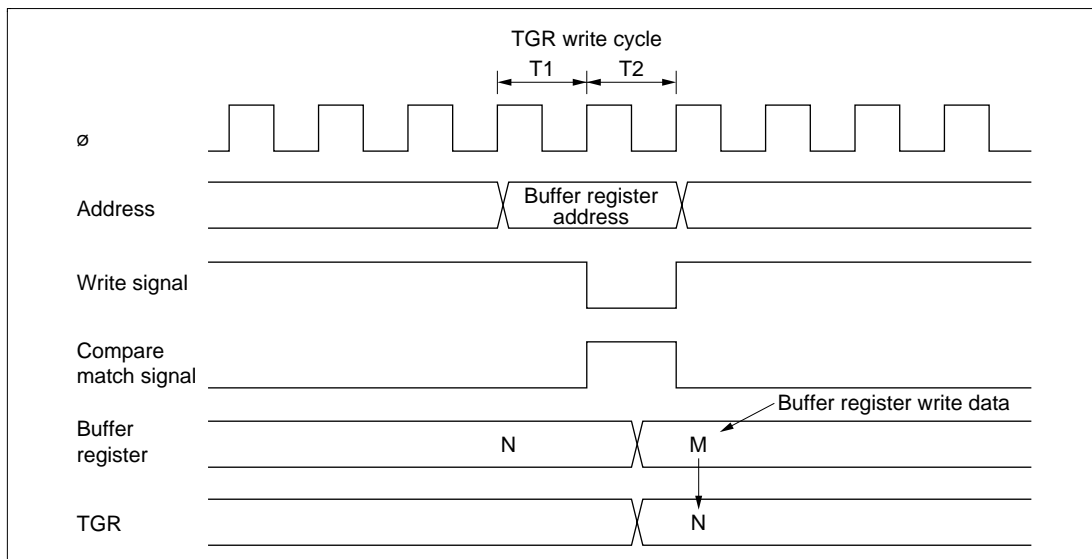 TGR write cycle
T1 T2
ø
Address
Buffer register
address
Write signal
Compare
match signal
Buffer register write data
Buffer
register
N M
TGR
N